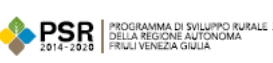 PSR
2014-2020
PROGRAMMA DI SVILUPPO RURALE
DELLA REGIONE AUTONOMA
FRIULI VENEZIA GIULIA